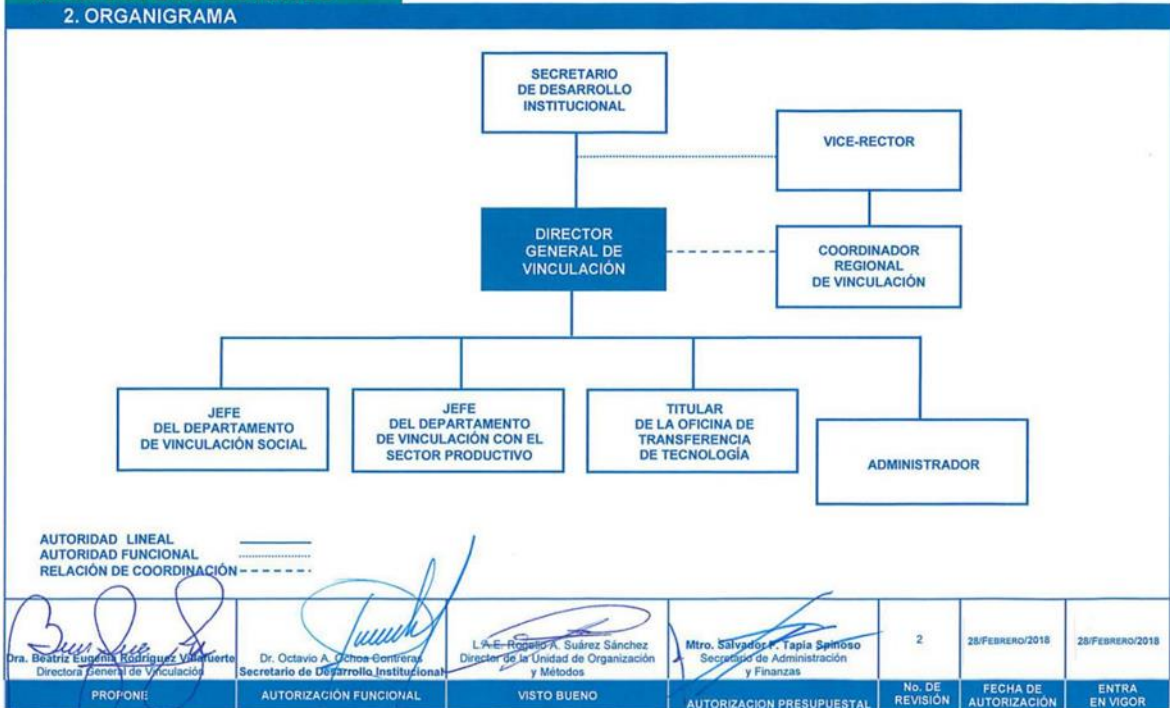 2. ORGANIGRAMA
SECRETARIO
DE DESARROLLO
INSTITUCIONAL
VICE-RECTOR
DIRECTOR
GENERAL DE
VINCULACIÓN
COORDINADOR
REGIONAL
DE VINCULACIÓN
JEFE
DEL DEPARTAMENTO
DE VINCULACIÓN SOCIAL
JEFE
DEL DEPARTAMENTO
DE VINCULACIÓN CON EL
SECTOR PRODUCTIVO
TITULAR
DE LA OFICINA DE
TRANSFERENCIA
DE TECNOLOGÍA
ADMINISTRADOR
AUTORIDAD LINEAL
AUTORIDAD FUNCIONAL
RELACIÓN DE COORDINACIÓN
Dra. Beatriz Eugenia Rodríguez Villafuerte
Directora General de Vinculación
PROPONE
Dr. Octavio A. Ochoa Contreras
Secretario de Desarrollo Institucional
AUTORIZACIÓN FUNCIONAL
L.A.E. Rogelio A. Suárez Sánchez
Director de la Unidad de Organización
y Métodos
VISTO BUENO
Mtro. Salvador F. Tapia Spinoso
Secretario de Administración
y Finanzas
AUTORIZACION PRESUPUESTAL
2
No. DE
REVISIÓN
28/FEBRERO/2018
FECHA DE
AUTORIZACIÓN
28/FEBRERO/2018
ENTRA
EN VIGOR